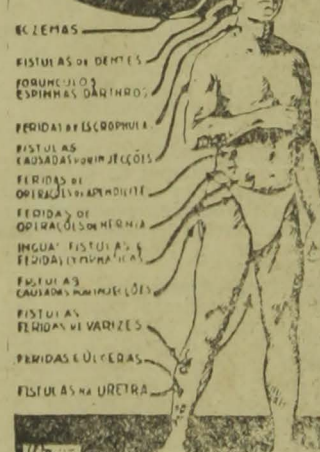 ECZEMAS
FISTULAS DE DENTES
FORUNCULOS
ESPINHAS DARTHROS
FERIDAS DE ESCROPHULA
FISTULAS
CAUSADAS POR INJECÇÕES
FERIDAS DE
OPERAÇÕES DE APENDICITE
FERIDAS DE
OPERAÇÕES DE HERNIA
INGUAS FISTULAS E
FERIDAS LYMPHATICAS
FISTULAS
CAUSADAS POR INJECÇÕES
FISTULAS
FERIDAS DE VARIZES
FERIDAS E ULCERAS
FISTULAS NA URETRA